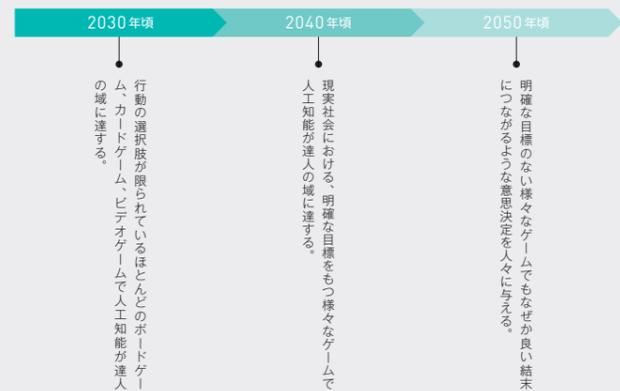 2030年頃
行動の選択肢が限られているほとんどのボードゲー
ム、カードゲーム、ビデオゲームで人工知能が達人
の域に達する。
2040年頃
現実社会における、明確な目標をもつ様々なゲームで
人工知能が達人の域に達する。
2050年頃
明確な目標のない様々なゲームでもなぜか良い結末
につながるような意思決定を人々に与える。